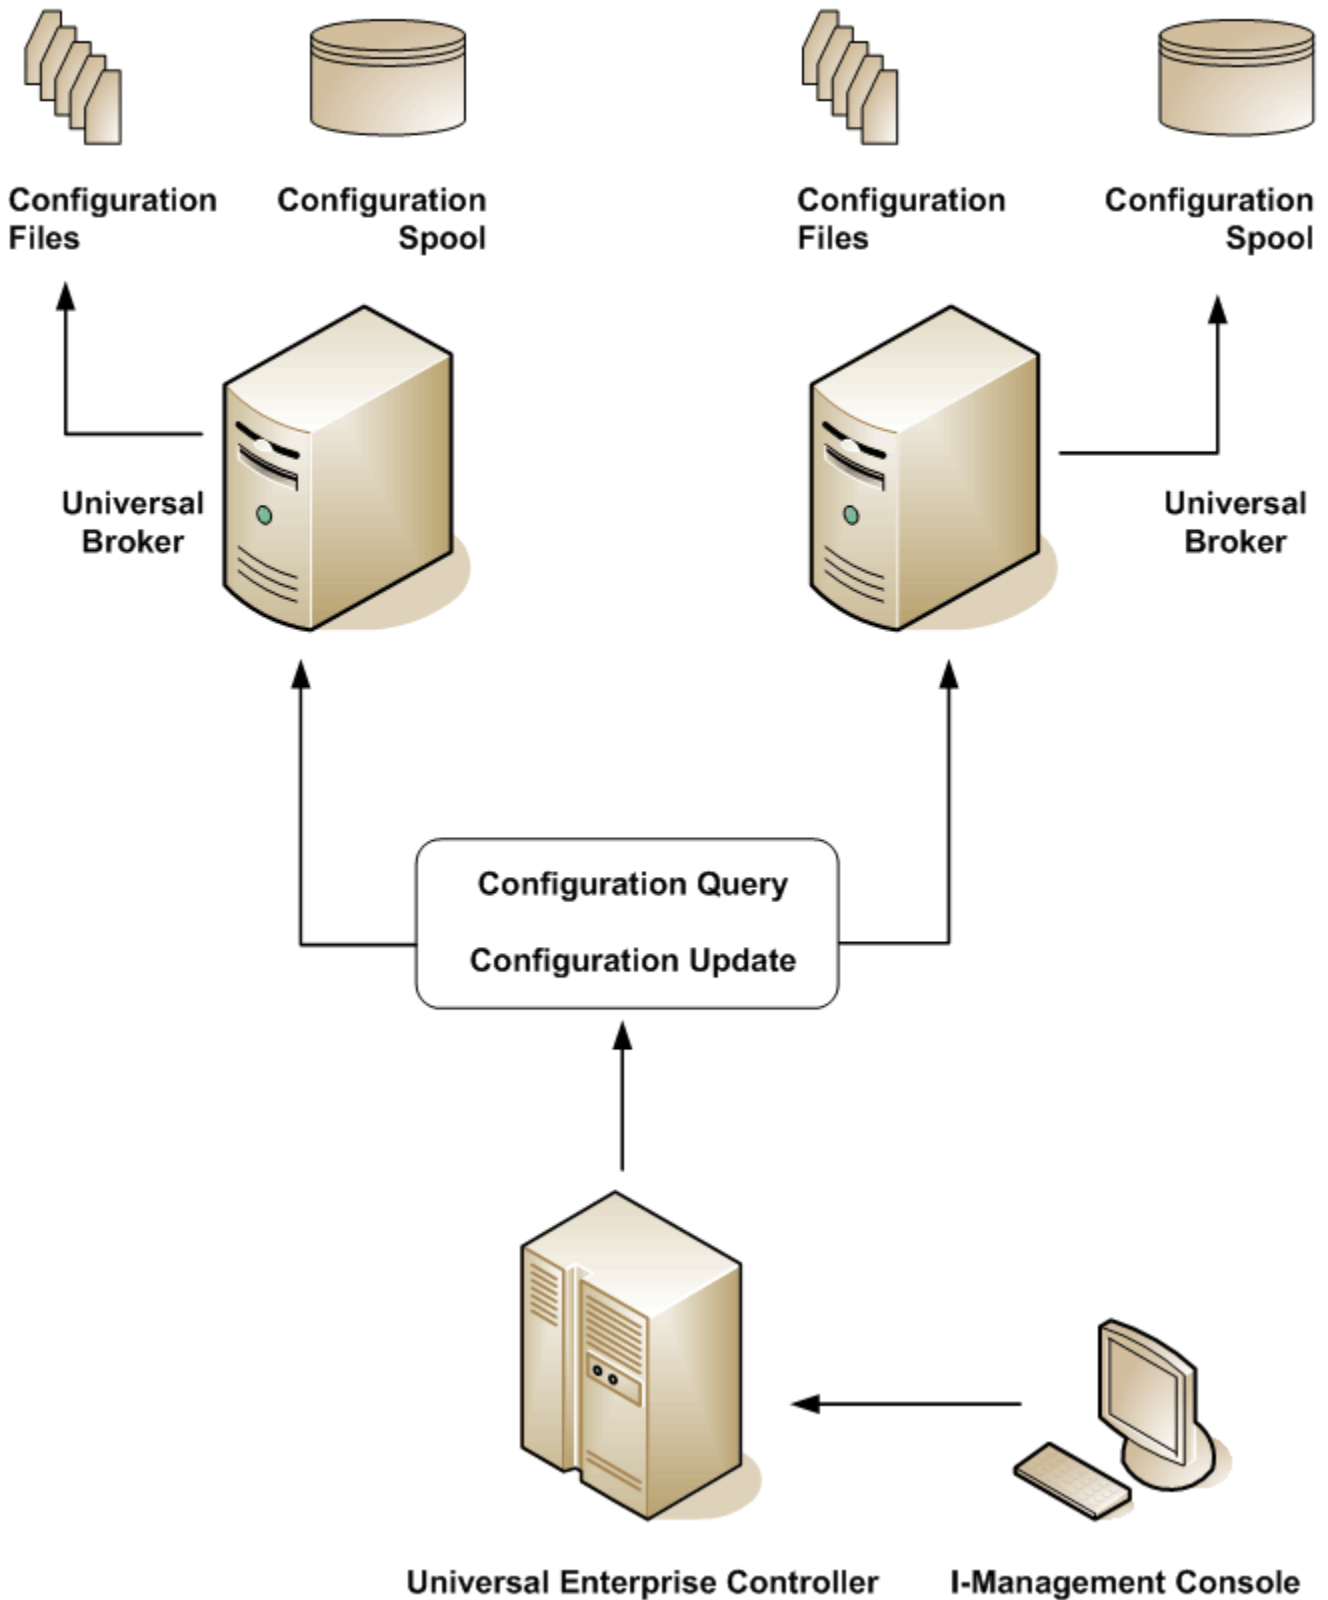 Configuration
Files
Configuration
Spool
Configuration
Files
Configuration
Spool
Universal
Broker
Universal
Broker
Configuration Query
Configuration Update
Universal Enterprise Controller
I-Management Console